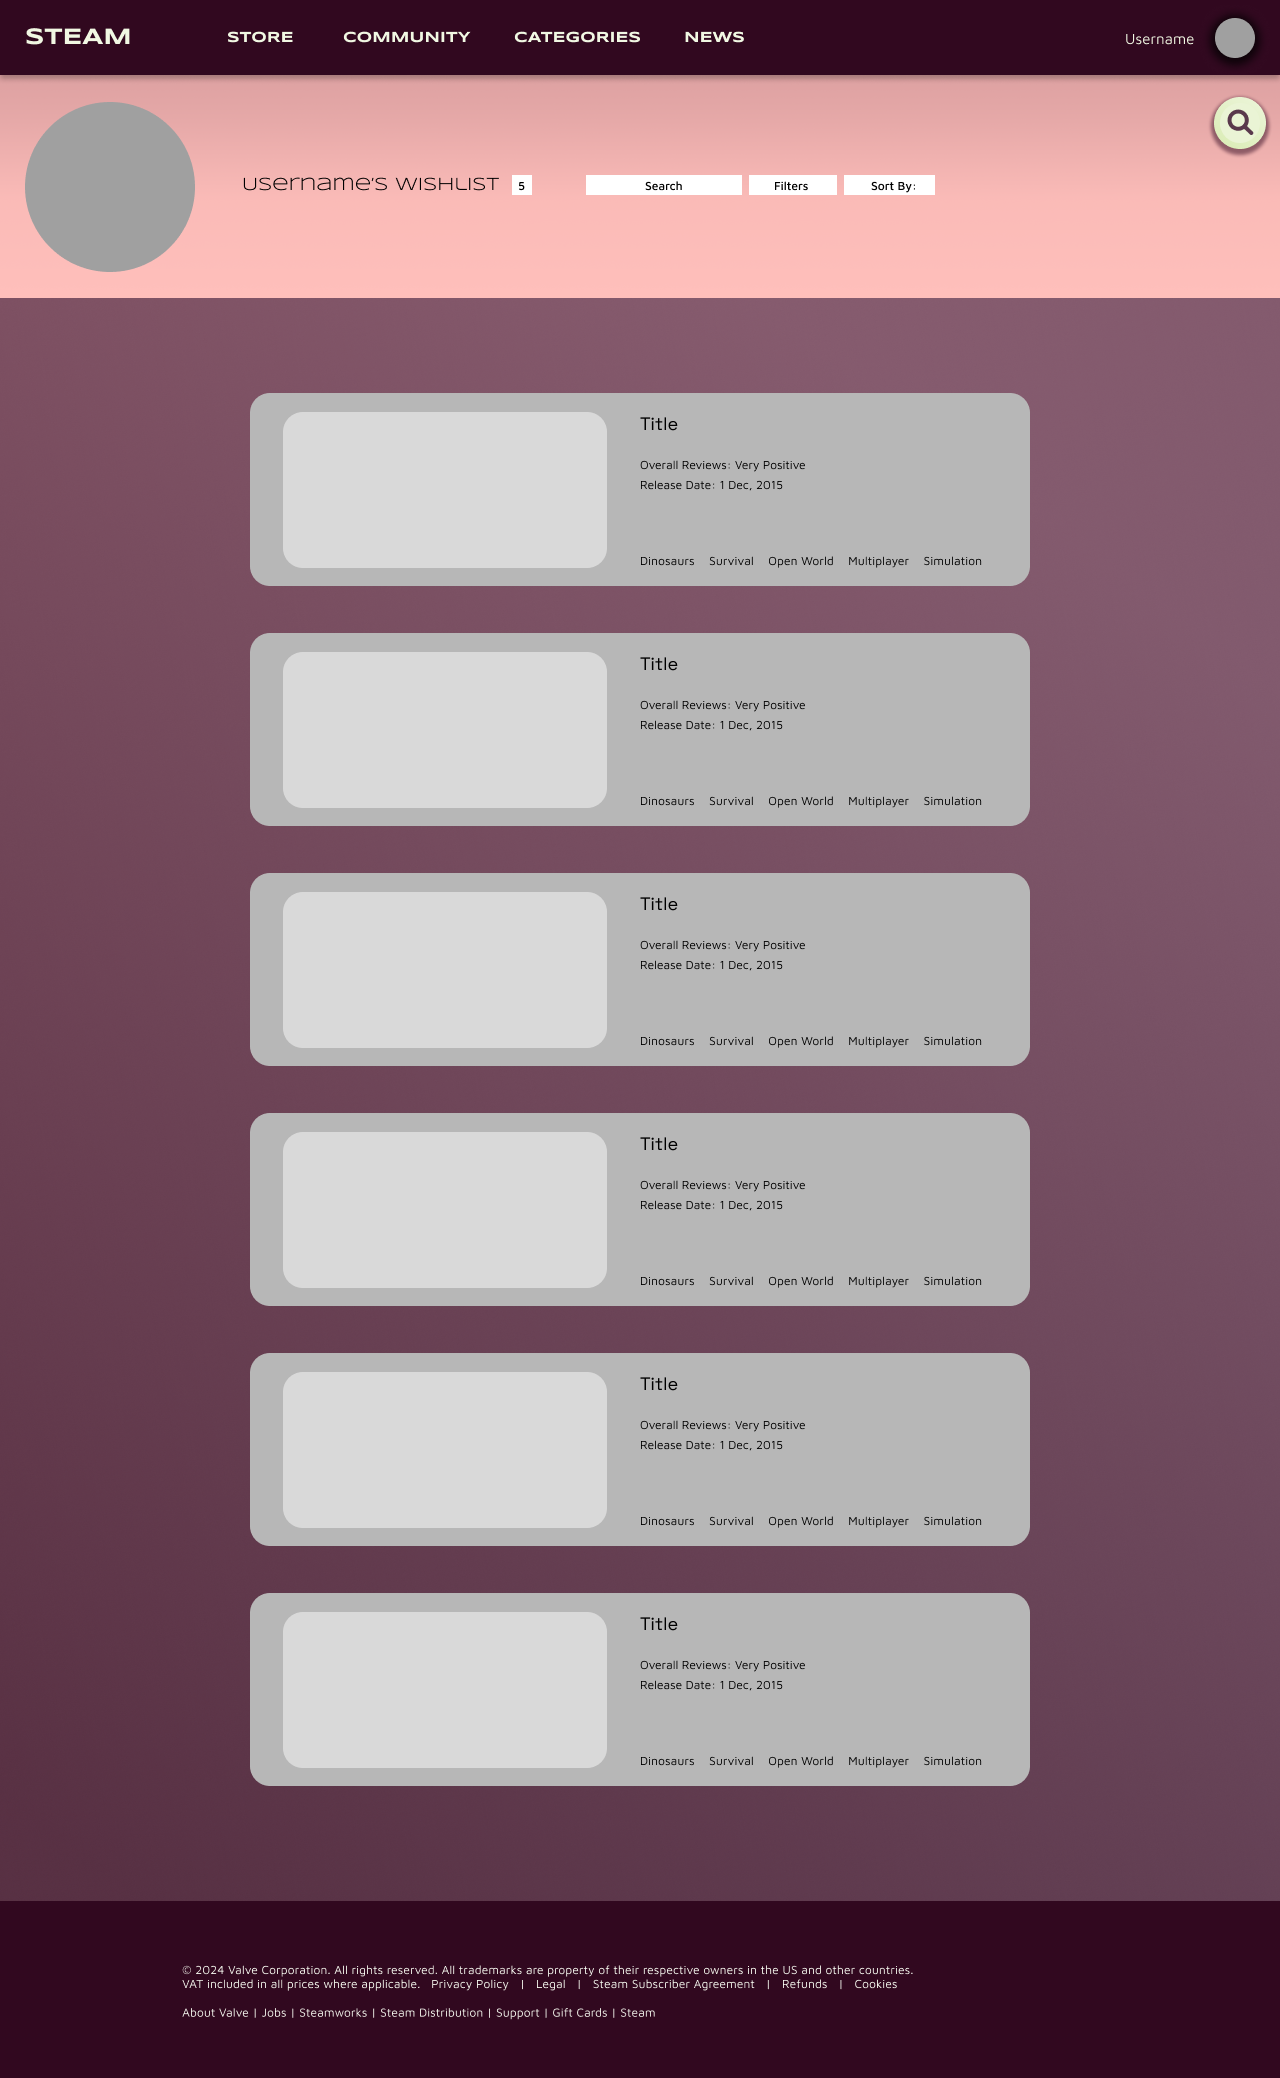 STEAM STORE COMMUNITY CATEGORIES NEWS Username
username's WISHLIST 5 Search Filters Sort By:
Title
Overall Reviews: Very Positive
Release Date: 1 Dec, 2015
Dinosaurs Survival Open World Multiplayer Simulation
Title
Overall Reviews: Very Positive
Release Date: 1 Dec, 2015
Dinosaurs Survival Open World Multiplayer Simulation
Title
Overall Reviews: Very Positive
Release Date: 1 Dec, 2015
Dinosaurs Survival Open World Multiplayer Simulation
Title
Overall Reviews: Very Positive
Release Date: 1 Dec, 2015
Dinosaurs Survival Open World Multiplayer Simulation
Title
Overall Reviews: Very Positive
Release Date: 1 Dec, 2015
Dinosaurs Survival Open World Multiplayer Simulation
Title
Overall Reviews: Very Positive
Release Date: 1 Dec, 2015
Dinosaurs Survival Open World Multiplayer Simulation
© 2024 Valve Corporation. All rights reserved. All trademarks are property of their respective owners in the US and other countries.
VAT included in all prices where applicable. Privacy Policy | Legal | Steam Subscriber Agreement | Refunds | Cookies
About Valve | Jobs | Steamworks | Steam Distribution | Support | Gift Cards | Steam